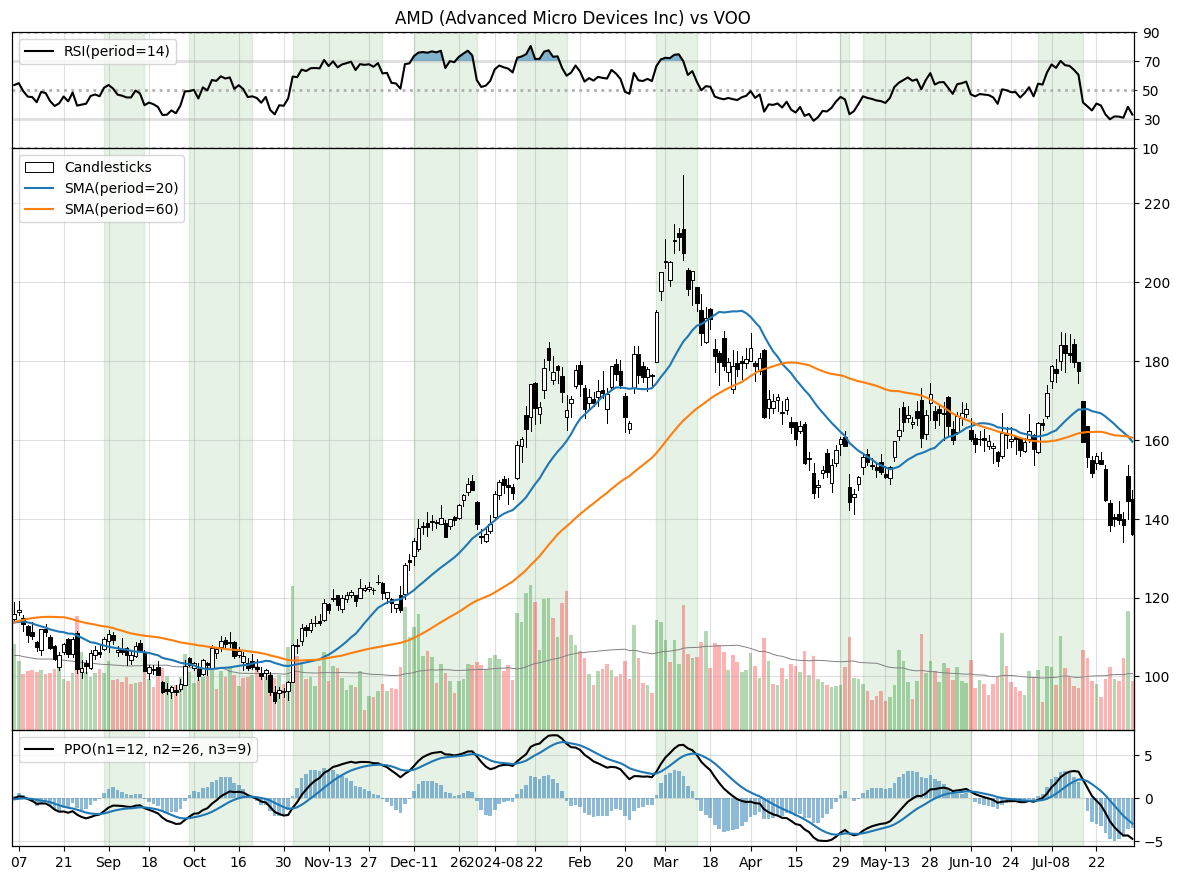 AMD (Advanced Micro Devices Inc) vs VOO
RSI(period=14)
90
70
50
30
10
Candlesticks
SMA(period=20)
SMA(period=60)
220
200
180
160
140
120
100
PPO(n1=12, n2=26, n3=9)
5
0
−5
07 21 Sep 18 Oct 16 30 Nov-13 27 Dec-11 26 2024-08 22 Feb 20 Mar 18 Apr 15 29 May-13 28 Jun-10 24 Jul-08 22